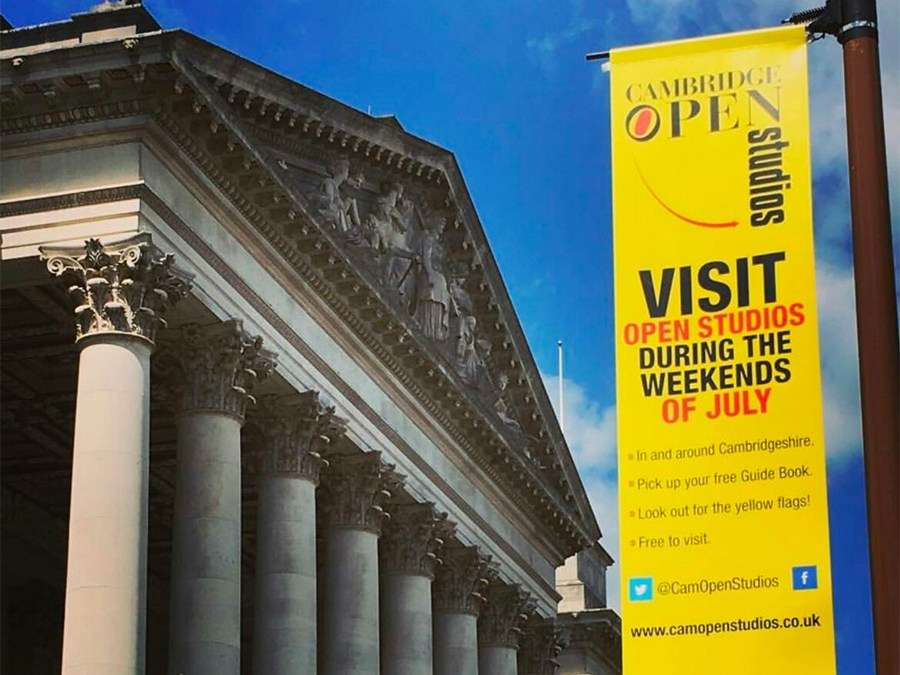 CAMBRIDGE
OPEN
studios
VISIT
OPEN STUDIOS
DURING THE
WEEKENDS
OF JULY
• In and around Cambridgeshire.
• Pick up your free Guide Book.
• Look out for the yellow flags!
• Free to visit.
@CamOpenStudios f
www.camopenstudios.co.uk